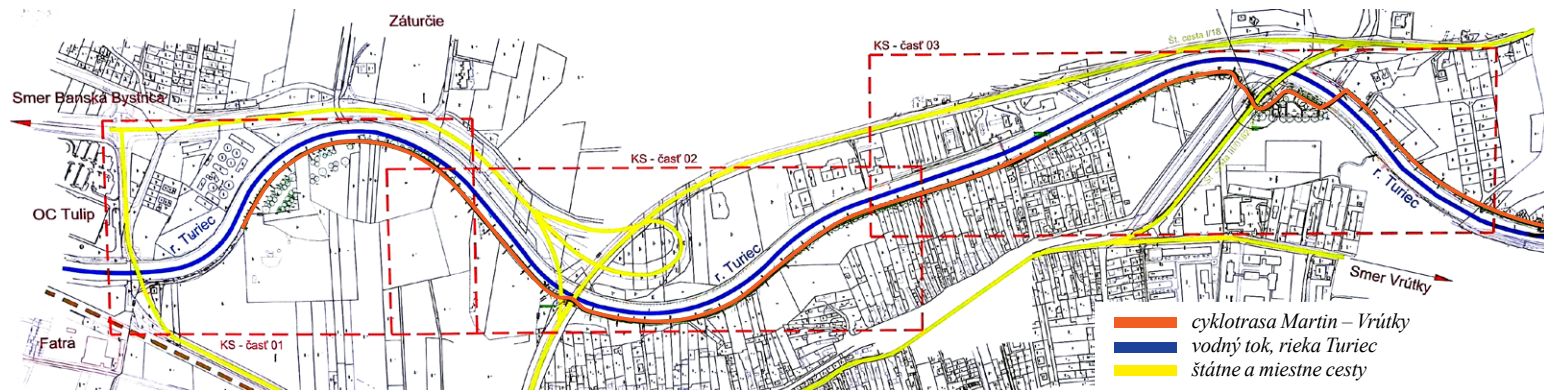 Záturčie
KS - časť 03
Št. cesta I/18
Smer Banská Bystrica
KS - časť 02
OC Tulip
r. Turiec
r. Turiec
r. Turiec
Smer Vrútky
Fatra
KS - časť 01
cyklotrasa Martin – Vrútky
vodný tok, rieka Turiec
štátne a miestne cesty